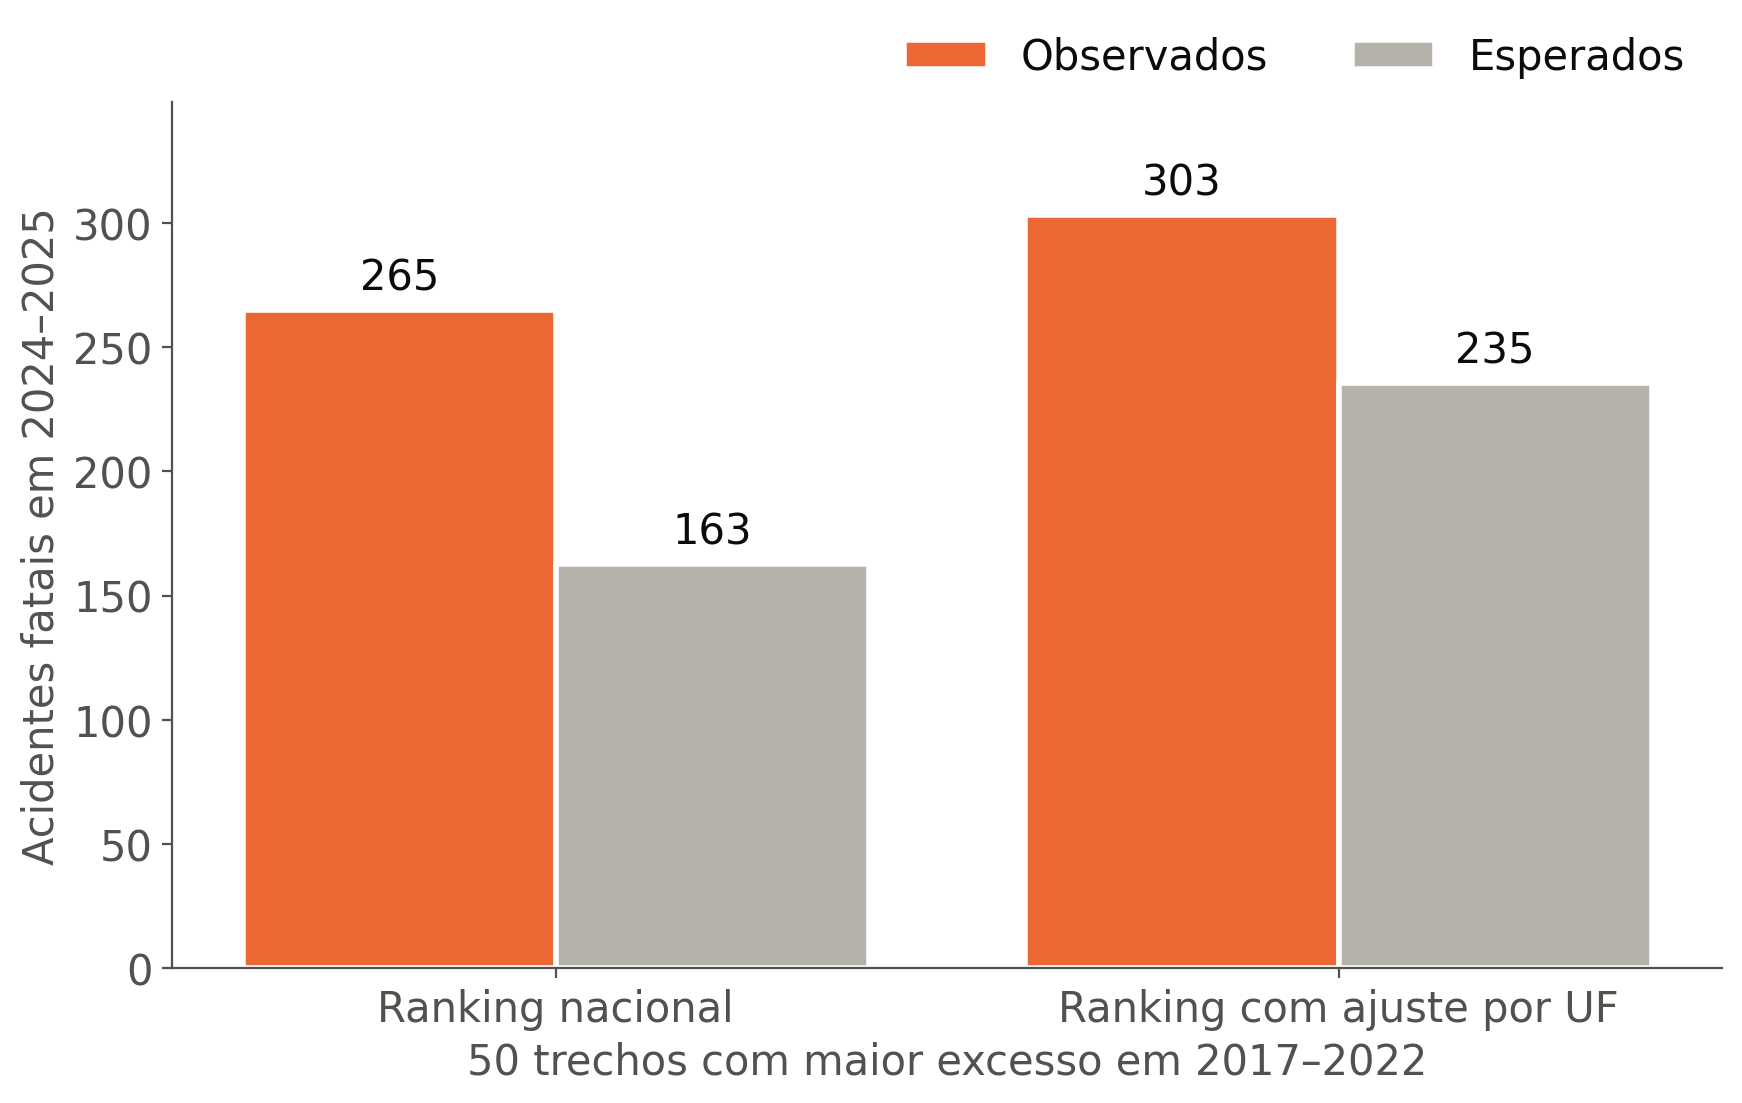 Observados
Esperados
Acidentes fatais em 2024–2025
300
250
200
150
100
50
0
265
163
303
235
Ranking nacional
Ranking com ajuste por UF
50 trechos com maior excesso em 2017–2022